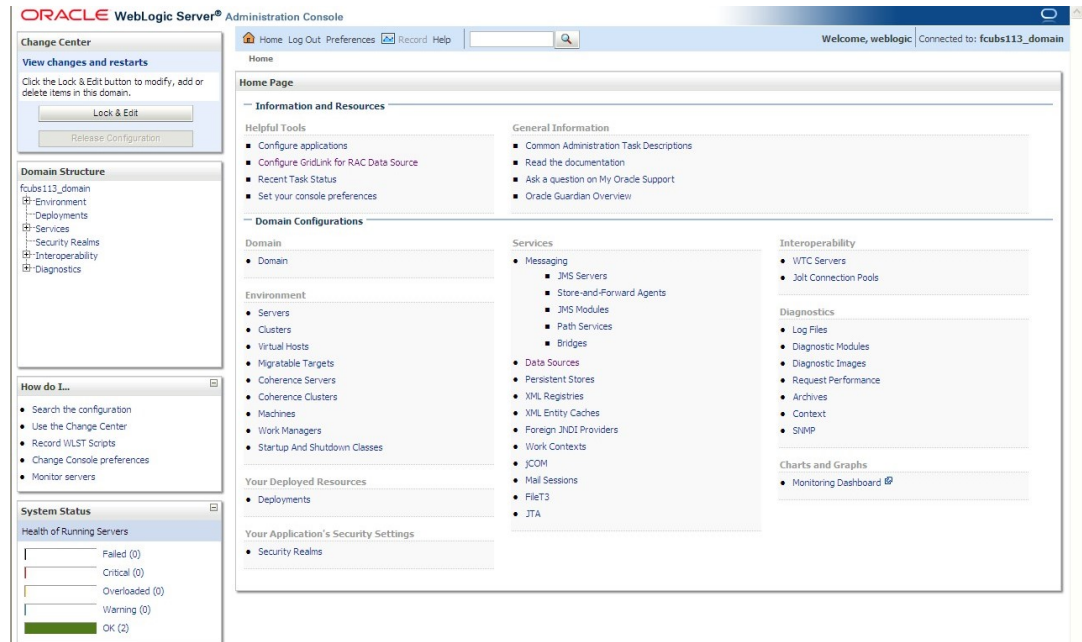 ORACLE WebLogic Server® Administration Console
Change Center
View changes and restarts
Click the Lock & Edit button to modify, add or
delete items in this domain.
Lock & Edit
Release Configuration
Domain Structure
fcubs113_domain
Environment
Deployments
Services
Security Realms
Interoperability
Diagnostics
How do I...
Search the configuration
Use the Change Center
Record WLST Scripts
Change Console preferences
Monitor servers
System Status
Health of Running Servers
Failed (0)
Critical (0)
Overloaded (0)
Warning (0)
OK (2)
Home Log Out Preferences Record Help
Welcome, weblogic Connected to: fcubs113_domain
Home
Home Page
Information and Resources
Helpful Tools
Configure applications
Configure GridLink for RAC Data Source
Recent Task Status
Set your console preferences
General Information
Common Administration Task Descriptions
Read the documentation
Ask a question on My Oracle Support
Oracle Guardian Overview
Domain Configurations
Domain
Domain
Environment
Servers
Clusters
Virtual Hosts
Migratable Targets
Coherence Servers
Coherence Clusters
Machines
Work Managers
Startup And Shutdown Classes
Your Deployed Resources
Deployments
Your Application's Security Settings
Security Realms
Services
Messaging
JMS Servers
Store-and-Forward Agents
JMS Modules
Path Services
Bridges
Data Sources
Persistent Stores
XML Registries
XML Entity Caches
Foreign JNDI Providers
Work Contexts
jCOM
Mail Sessions
FileT3
JTA
Interoperability
WTC Servers
Jolt Connection Pools
Diagnostics
Log Files
Diagnostic Modules
Diagnostic Images
Request Performance
Archives
Context
SNMP
Charts and Graphs
Monitoring Dashboard